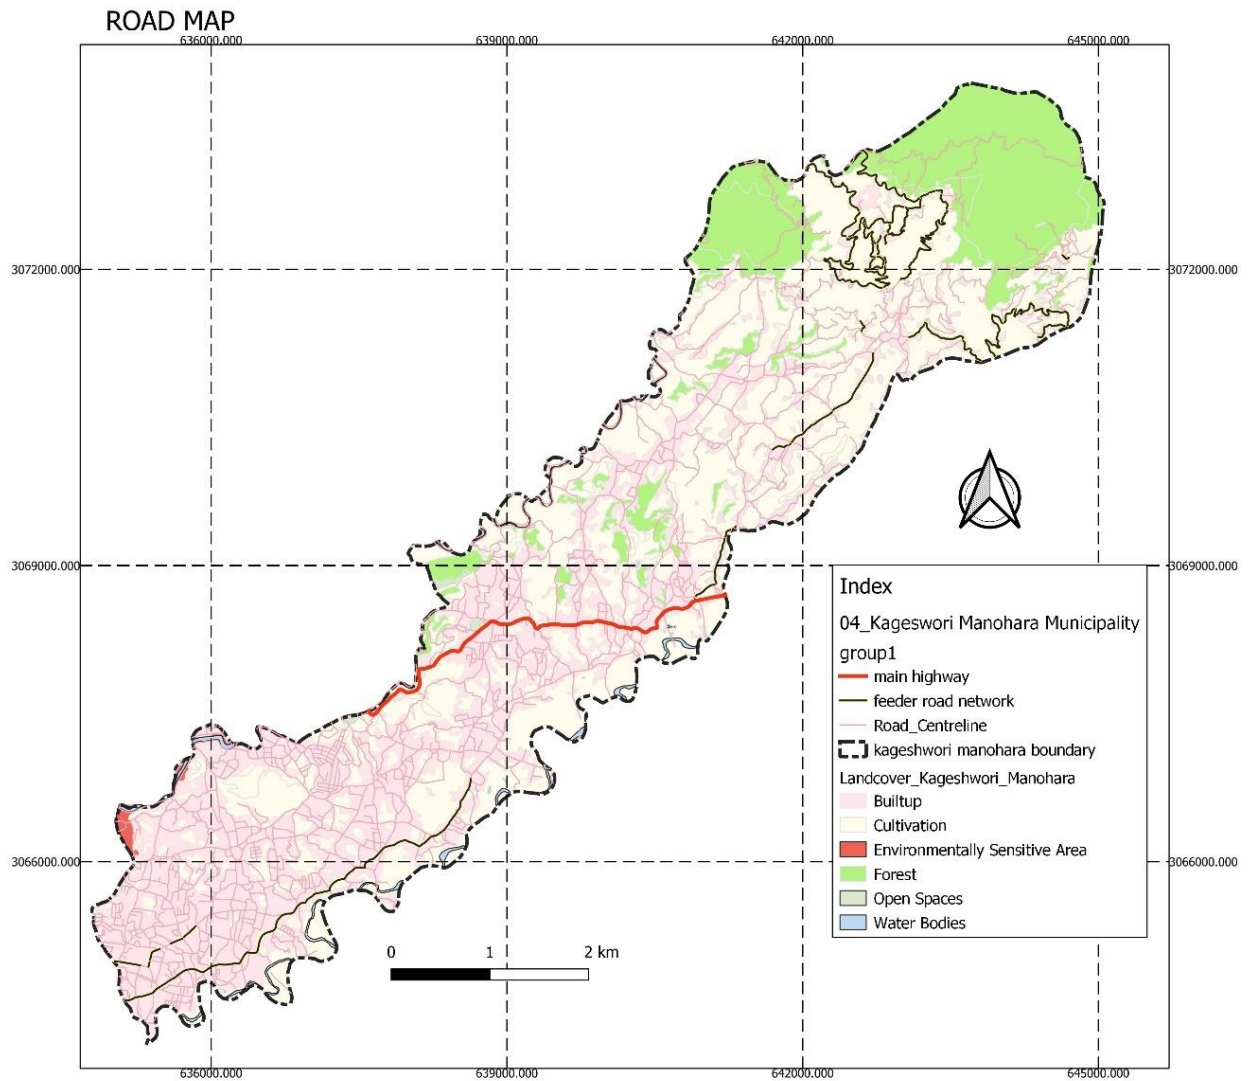 ROAD MAP
636000.000 639000.000 642000.000 645000.000
3072000.000 3072000.000
3069000.000 3069000.000
Index
04_Kageswori Manohara Municipality
group1
main highway
feeder road network
Road_Centreline
kageshwori manohara boundary
Landcover_Kageshwori_Manohara
Builtup
Cultivation
Environmentally Sensitive Area
Forest
Open Spaces
Water Bodies
3066000.000 3066000.000
0 1 2 km
636000.000 639000.000 642000.000 645000.000